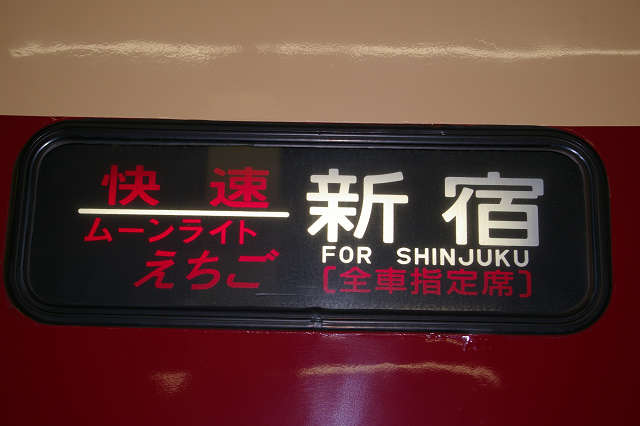 快速
ムーンライト
えちご
新宿
FOR SHINJUKU
[全車指定席]